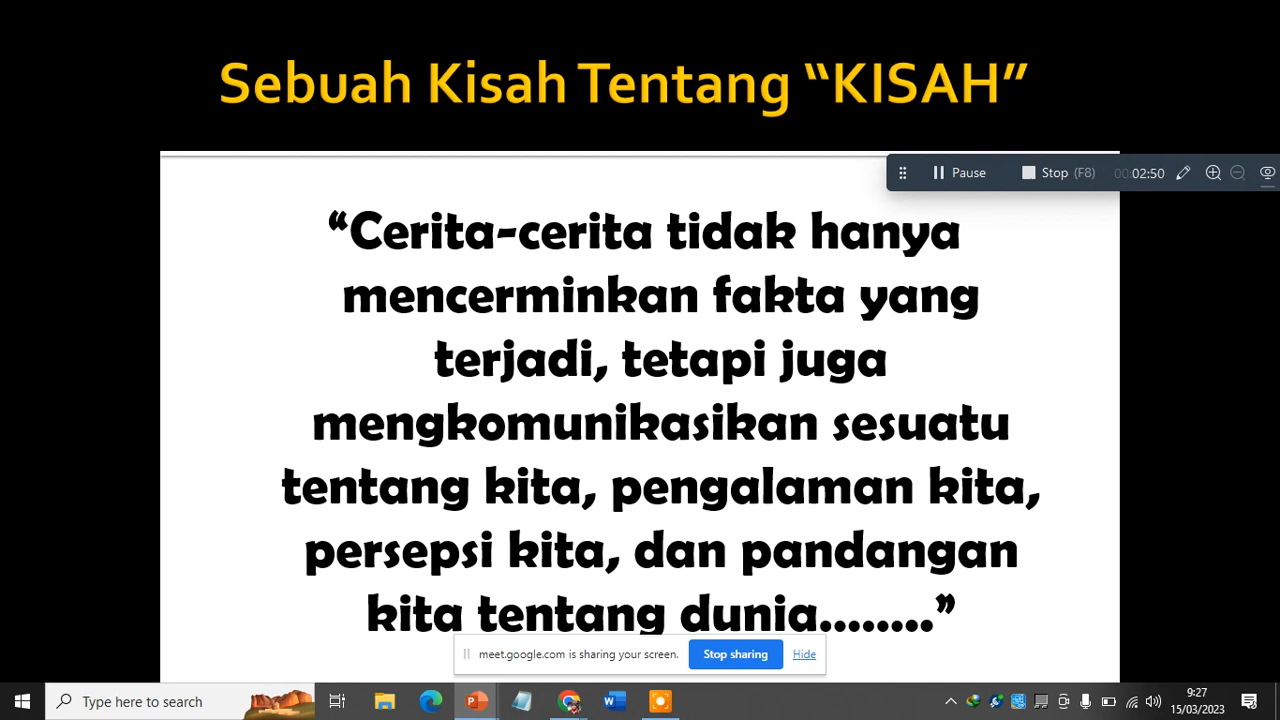 Sebuah Kisah Tentang “KISAH”
Pause
Stop (F8)
00:02:50
“Cerita-cerita tidak hanya
mencerminkan fakta yang
terjadi, tetapi juga
mengkomunikasikan sesuatu
tentang kita, pengalaman kita,
persepsi kita, dan pandangan
kita tentang dunia........”
meet.google.com is sharing your screen.
Stop sharing
Hide
Type here to search
9:27
15/03/2023